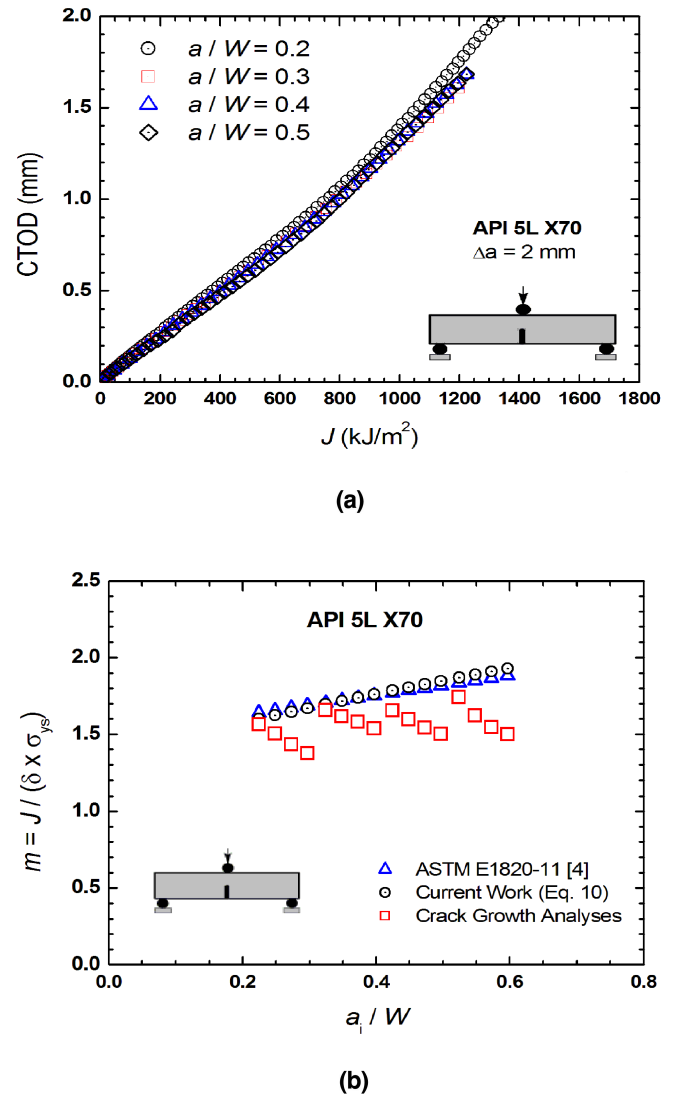 2.0
1.5
1.0
0.5
0.0
CTOD (mm)
a / W = 0.2
a / W = 0.3
a / W = 0.4
a / W = 0.5
API 5L X70
Δa = 2 mm
0 200 400 600 800 1000 1200 1400 1600 1800
J (kJ/m²)
(a)
2.5
2.0
1.5
1.0
0.5
0.0
m = J / (δ x σys)
API 5L X70
ASTM E1820-11 [4]
Current Work (Eq. 10)
Crack Growth Analyses
0.0 0.2 0.4 0.6 0.8
ai / W
(b)